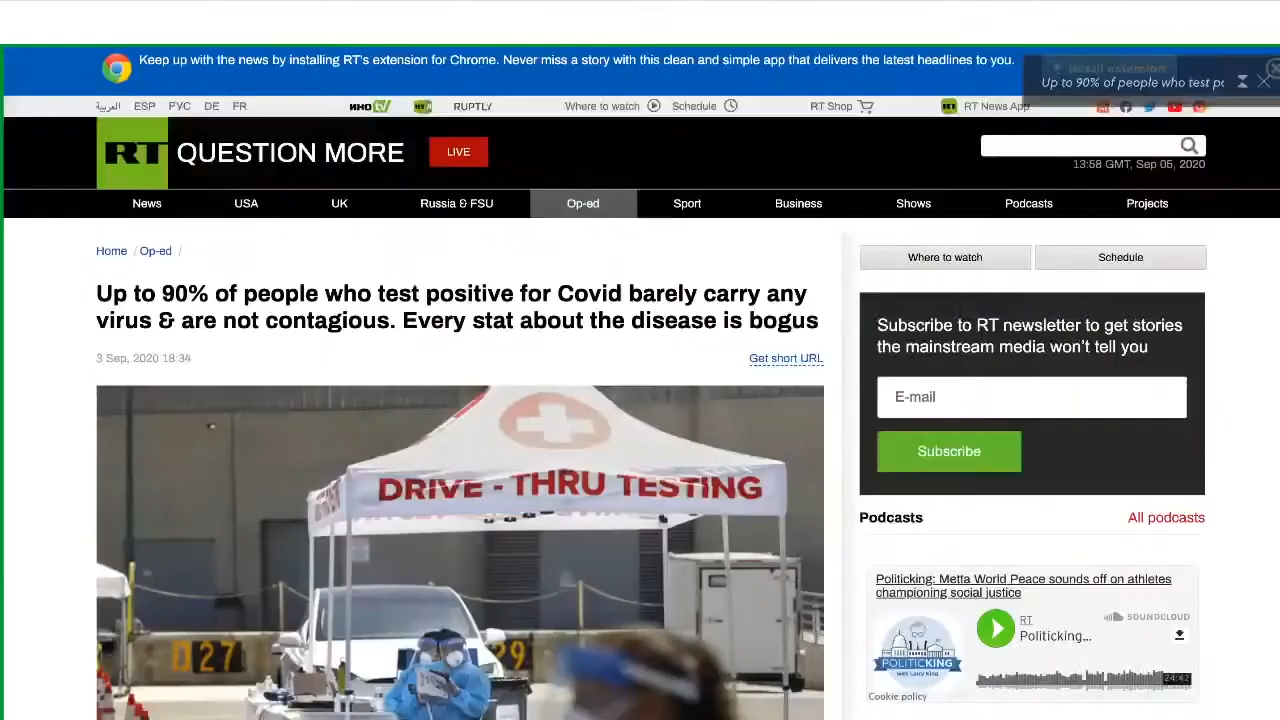 Keep up with the news by installing RT's extension for Chrome. Never miss a story with this clean and simple app that delivers the latest headlines to you.
Install extension
Up to 90% of people who test po
العربية ESP РУС DE FR ИНОTV RUPTLY Where to watch Schedule RT Shop RT News App
RT QUESTION MORE LIVE
13:58 GMT, Sep 05, 2020
News USA UK Russia & FSU Op-ed Sport Business Shows Podcasts Projects
Home / Op-ed /
Where to watch Schedule
Up to 90% of people who test positive for Covid barely carry any
virus & are not contagious. Every stat about the disease is bogus
3 Sep, 2020 18:34 Get short URL
Subscribe to RT newsletter to get stories
the mainstream media won't tell you
E-mail
Subscribe
DRIVE - THRU TESTING
D27
29
Podcasts All podcasts
Politicking: Metta World Peace sounds off on athletes
championing social justice
SOUNDCLOUD
RT
Politicking...
POLITICKING
with Larry King
24:42
Cookie policy